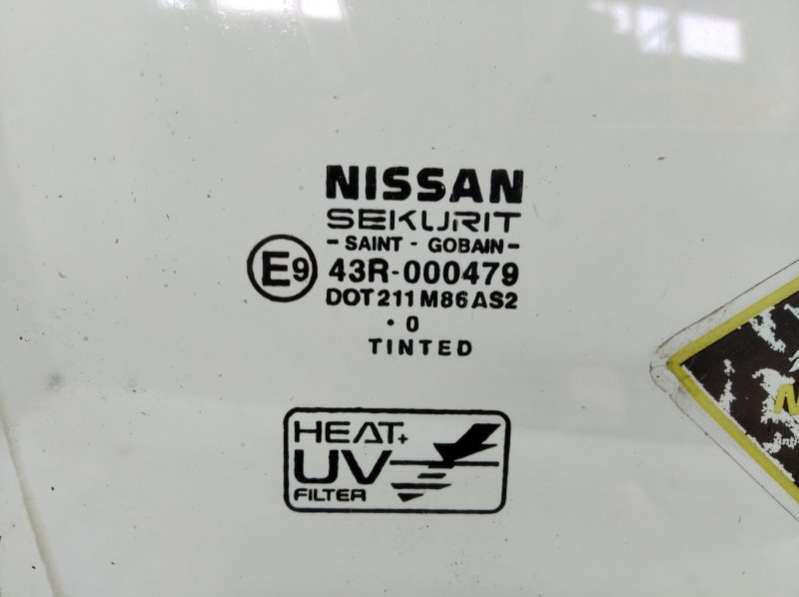 NISSAN
SEKURIT
- SAINT - GOBAIN -
E9 43R-000479
DOT 211 M86 AS2
. 0
TINTED
HEAT+
UV
FILTER